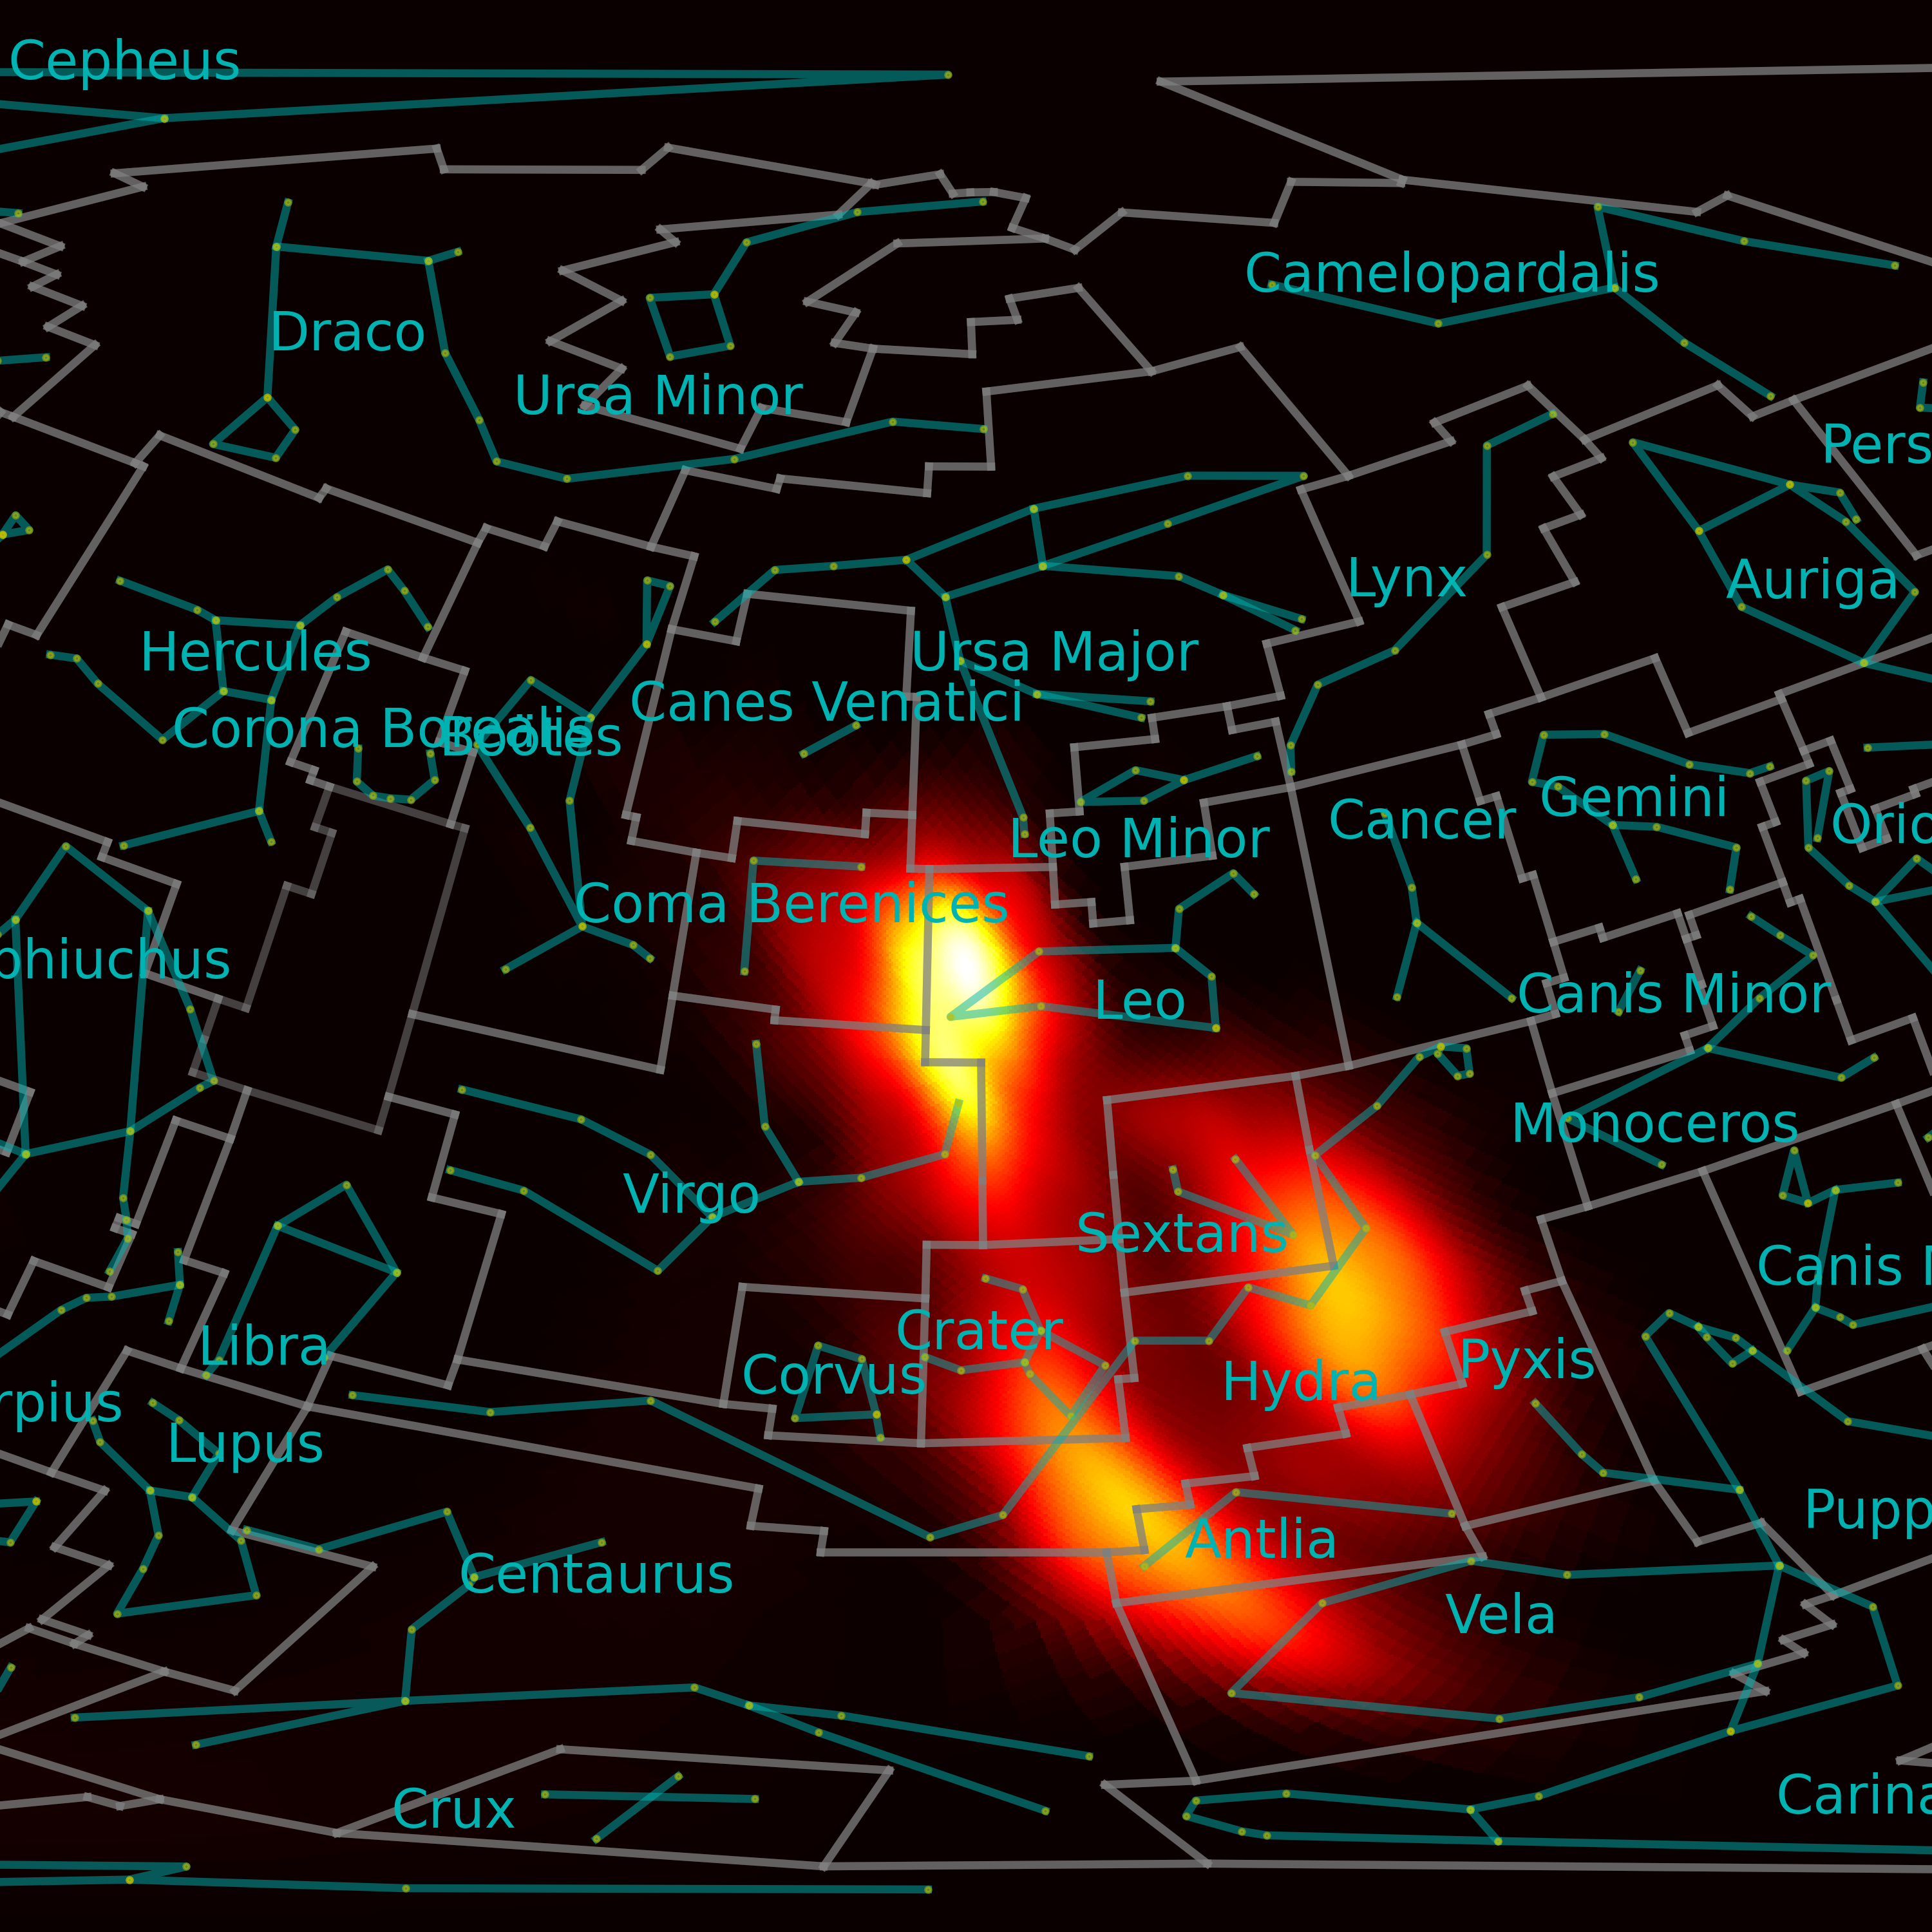 Cepheus
Camelopardalis
Draco
Ursa Minor
Pers
Lynx
Auriga
Hercules
Ursa Major
Canes Venatici
Corona Borealis
Boötes
Gemini
Cancer
Orio
Leo Minor
Coma Berenices
phiuchus
Leo
Canis Minor
Monoceros
Virgo
Sextans
Canis M
Crater
Libra
Pyxis
Corvus
Hydra
rpius
Lupus
Pupp
Antlia
Centaurus
Vela
Carina
Crux